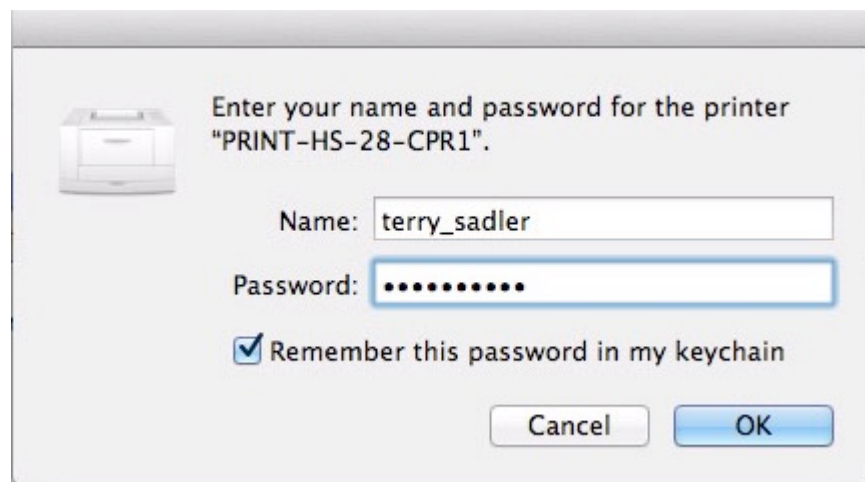 Enter your name and password for the printer
“PRINT-HS-28-CPR1”.
Name: terry_sadler
Password: ••••••••••
Remember this password in my keychain
Cancel OK